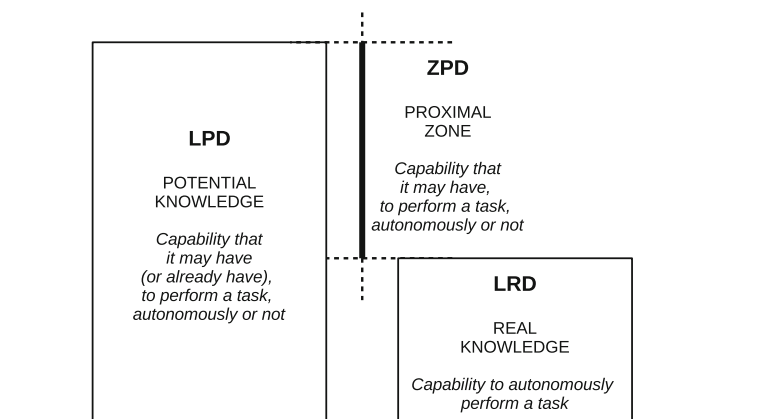 LPD
POTENTIAL
KNOWLEDGE
Capability that
it may have
(or already have),
to perform a task,
autonomously or not
ZPD
PROXIMAL
ZONE
Capability that
it may have,
to perform a task,
autonomously or not
LRD
REAL
KNOWLEDGE
Capability to autonomously
perform a task